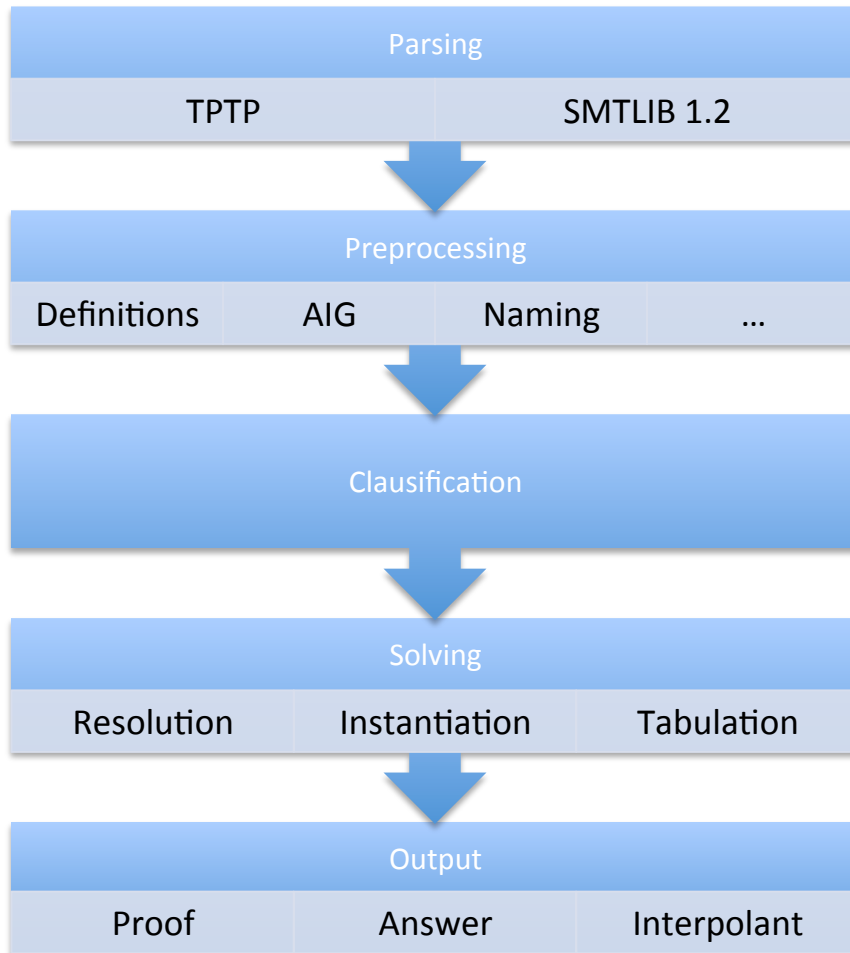 Parsing
TPTP SMTLIB 1.2
Preprocessing
Definitions AIG Naming ...
Clausification
Solving
Resolution Instantiation Tabulation
Output
Proof Answer Interpolant